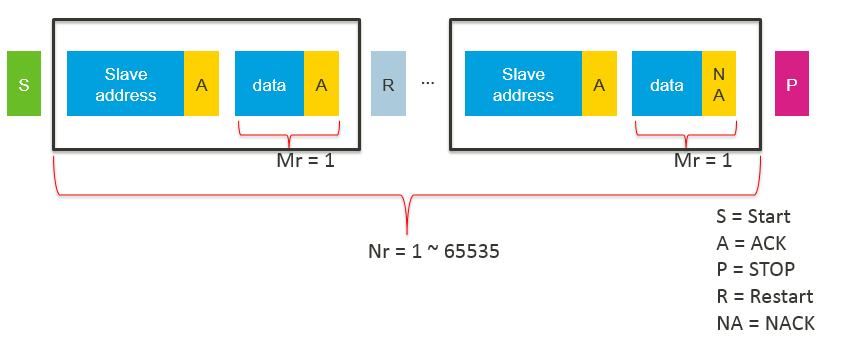 S
Slave
address
A
data
A
R
...
Slave
address
A
data
N
A
P
Mr = 1
Mr = 1
Nr = 1 ~ 65535
S = Start
A = ACK
P = STOP
R = Restart
NA = NACK